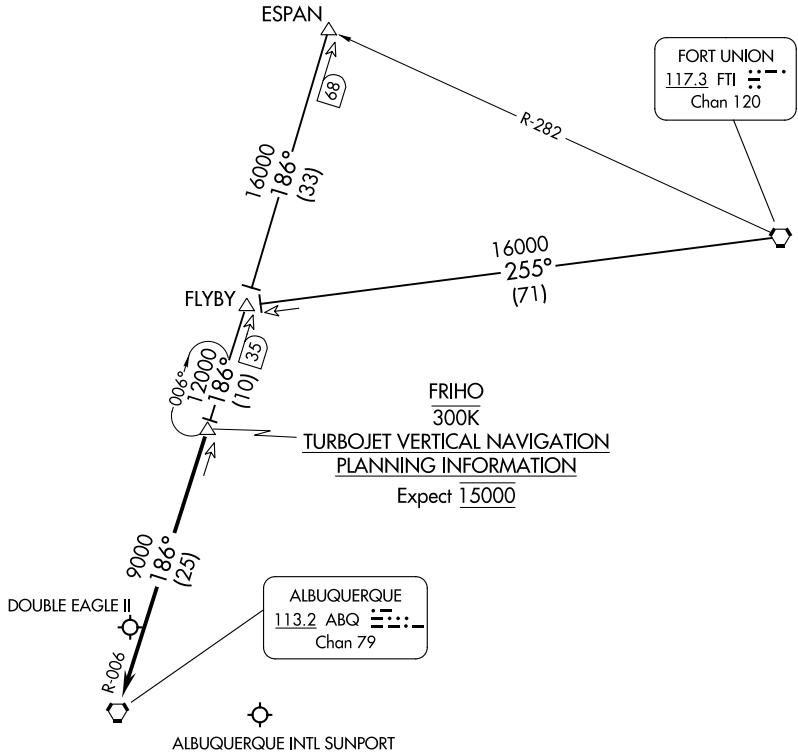 ESPAN
68
FORT UNION
117.3 FTI
Chan 120
R-282
16000
186°
(33)
16000
255°
(71)
FLYBY
35
006°
12000
186°
(10)
FRIHO
300K
TURBOJET VERTICAL NAVIGATION
PLANNING INFORMATION
Expect 15000
9000
186°
(25)
DOUBLE EAGLE II
ALBUQUERQUE
113.2 ABQ
Chan 79
R-006
ALBUQUERQUE INTL SUNPORT